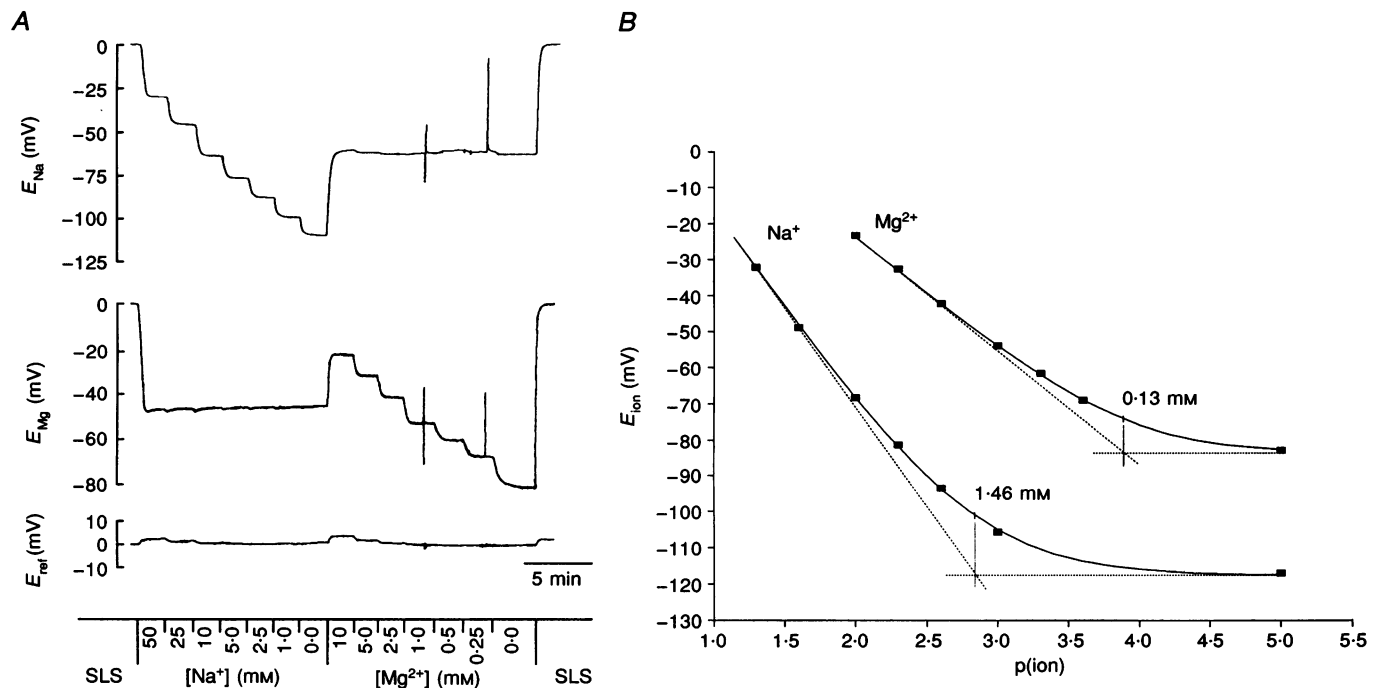 A
0
−25
−50
−75
−100
−125
E_Na (mV)
0
−20
−40
−60
−80
E_Mg (mV)
10
0
−10
E_ref (mV)
5 min
50 25 10 5·0 2·5 1·0 0·0 10 5·0 2·5 1·0 0·5 0·25 0·0
SLS [Na⁺] (mM) [Mg²⁺] (mM) SLS
B
0
−10
−20
−30
−40
−50
−60
−70
−80
−90
−100
−110
−120
−130
E_ion (mV)
Na⁺
Mg²⁺
0·13 mM
1·46 mM
1·0 1·5 2·0 2·5 3·0 3·5 4·0 4·5 5·0 5·5
p(ion)